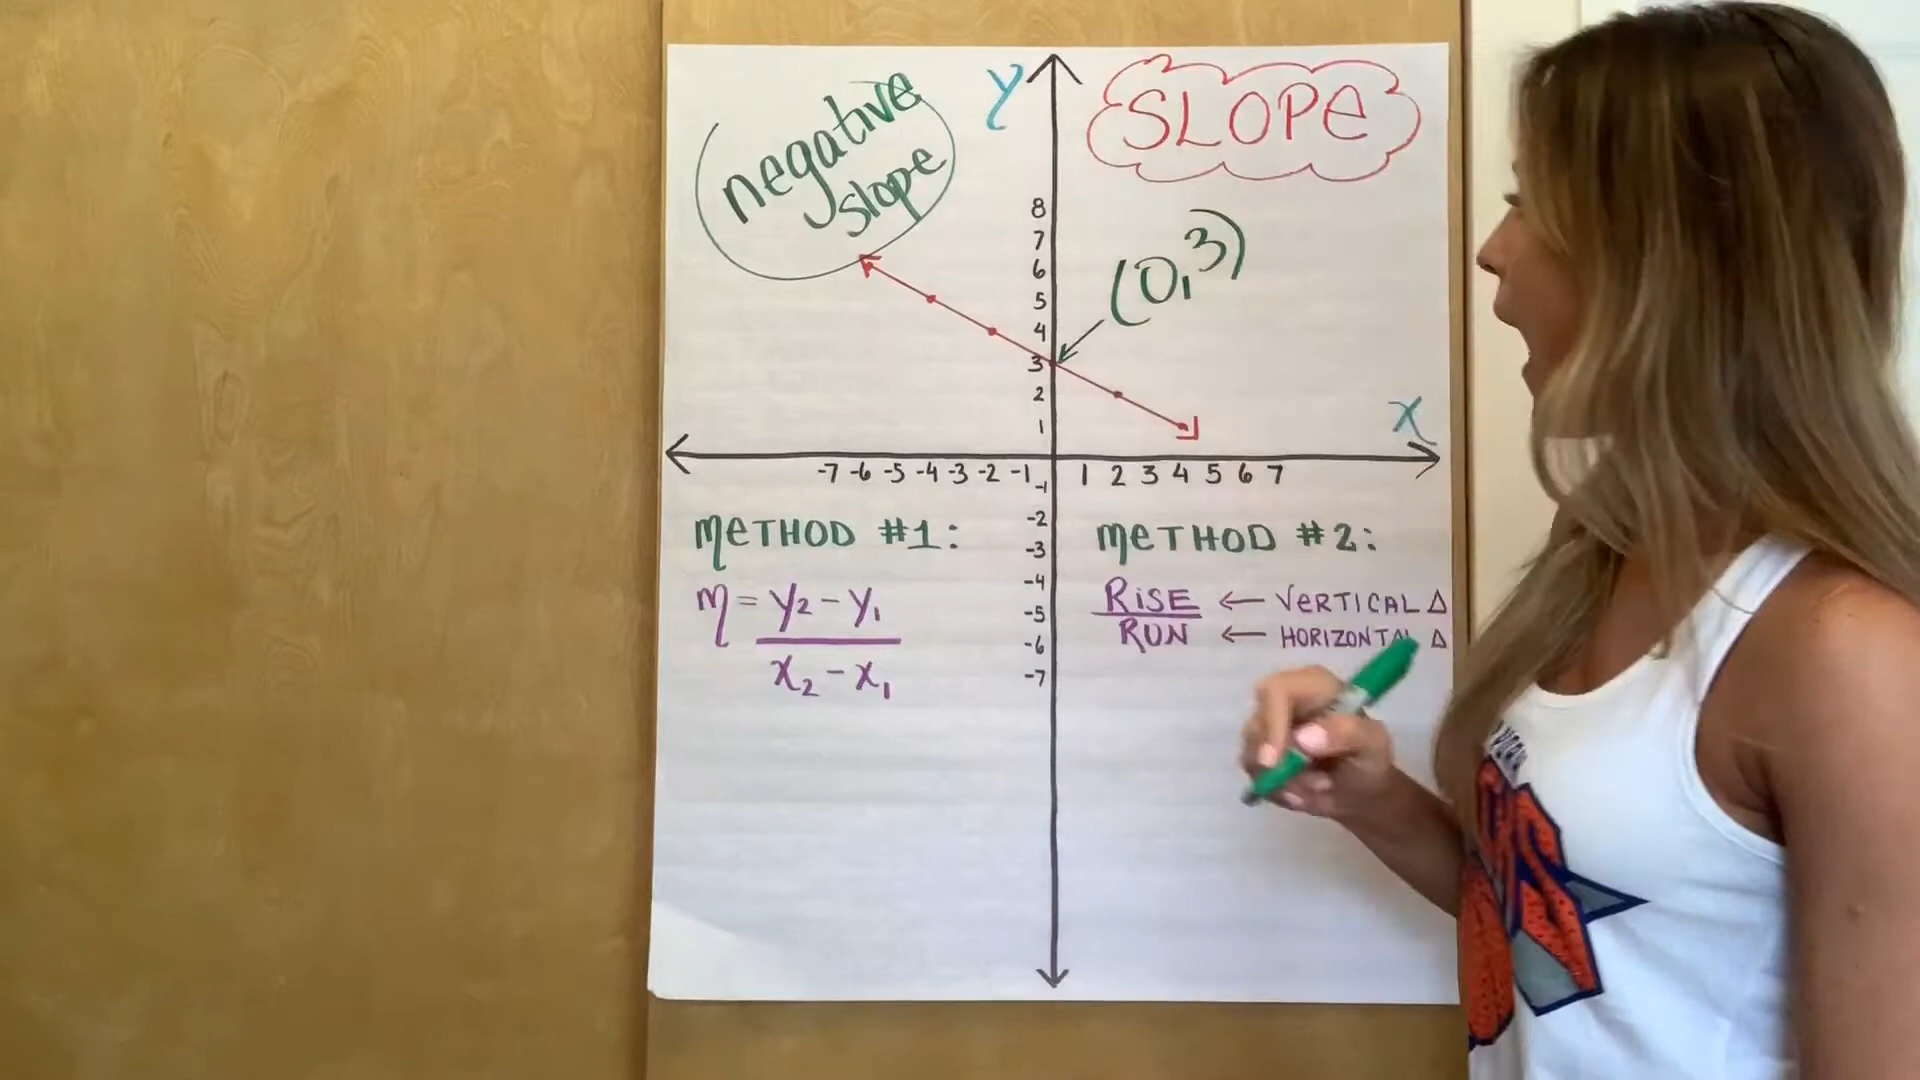 negative
slope
y
SLOPE
(0,3)
8
7
6
5
4
3
2
1
x
-7 -6 -5 -4 -3 -2 -1 1 2 3 4 5 6 7
-1
-2
-3
-4
-5
-6
-7
METHOD #1:
m = y2 - y1
x2 - x1
METHOD #2:
RISE ← VERTICAL Δ
RUN ← HORIZONTAL Δ